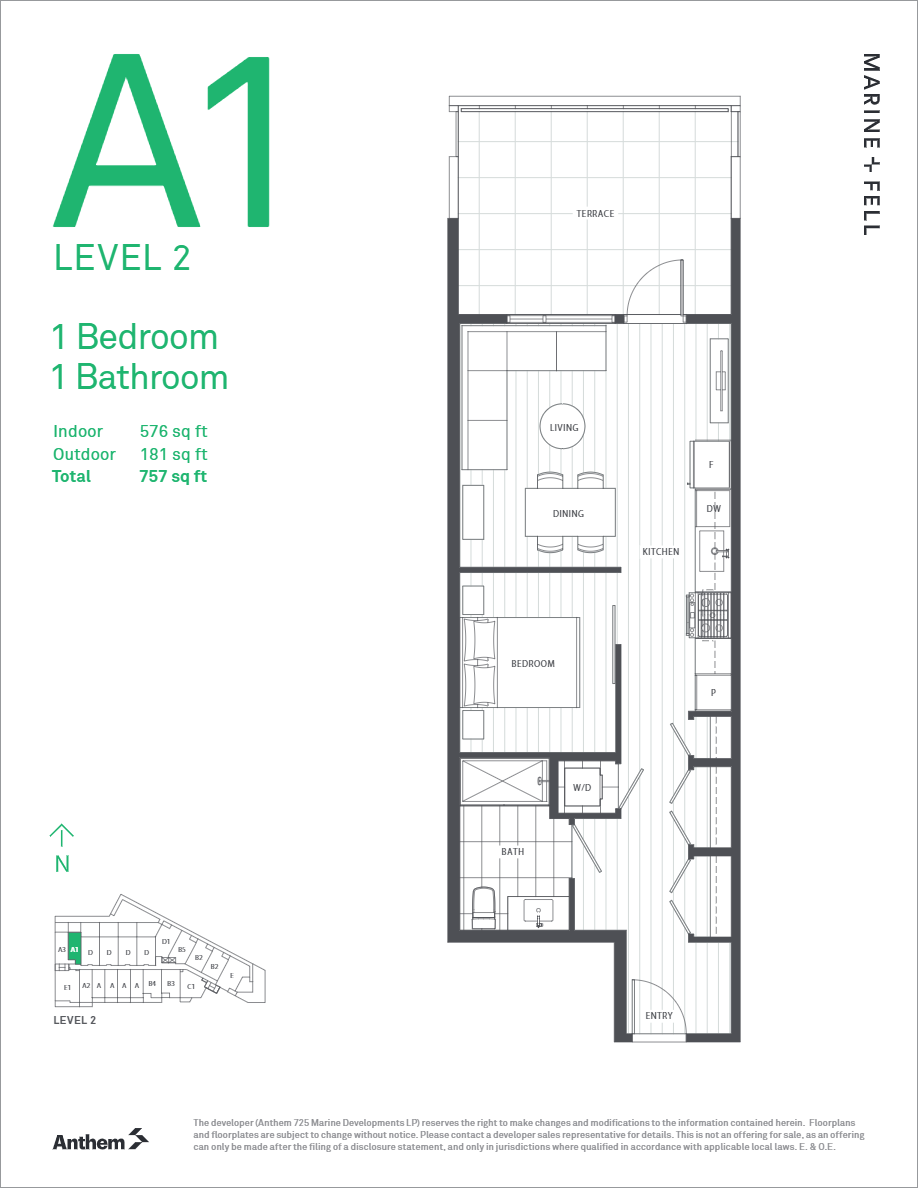 A1
LEVEL 2
1 Bedroom
1 Bathroom
Indoor 576 sq ft
Outdoor 181 sq ft
Total 757 sq ft
MARINE + FELL
TERRACE
LIVING
F
DW
DINING
KITCHEN
BEDROOM
P
W/D
BATH
ENTRY
N
A3 A1 D D D D D1 B5 B2 B2 E
E1 A2 A A A A B4 B3 C1
LEVEL 2
Anthem
The developer (Anthem 725 Marine Developments LP) reserves the right to make changes and modifications to the information contained herein. Floorplans
and floorplates are subject to change without notice. Please contact a developer sales representative for details. This is not an offering for sale, as an offering
can only be made after the filing of a disclosure statement, and only in jurisdictions where qualified in accordance with applicable local laws. E. & O.E.